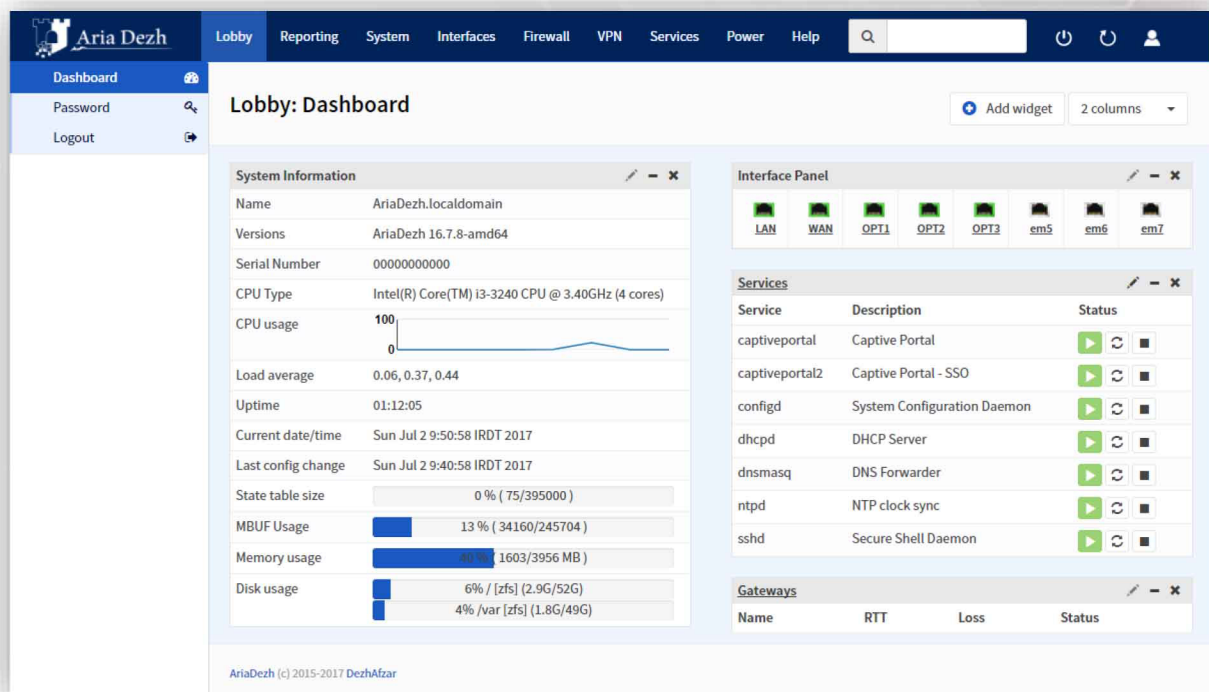 Aria Dezh
Lobby Reporting System Interfaces Firewall VPN Services Power Help
Dashboard
Password
Logout
Lobby: Dashboard
Add widget 2 columns
System Information
Name AriaDezh.localdomain
Versions AriaDezh 16.7.8-amd64
Serial Number 00000000000
CPU Type Intel(R) Core(TM) i3-3240 CPU @ 3.40GHz (4 cores)
CPU usage 100
0
Load average 0.06, 0.37, 0.44
Uptime 01:12:05
Current date/time Sun Jul 2 9:50:58 IRDT 2017
Last config change Sun Jul 2 9:40:58 IRDT 2017
State table size 0 % ( 75/395000 )
MBUF Usage 13 % ( 34160/245704 )
Memory usage 40 % ( 1603/3956 MB )
Disk usage 6% / [zfs] (2.9G/52G)
4% /var [zfs] (1.8G/49G)
Interface Panel
LAN WAN OPT1 OPT2 OPT3 em5 em6 em7
Services
Service Description Status
captiveportal Captive Portal
captiveportal2 Captive Portal - SSO
configd System Configuration Daemon
dhcpd DHCP Server
dnsmasq DNS Forwarder
ntpd NTP clock sync
sshd Secure Shell Daemon
Gateways
Name RTT Loss Status
AriaDezh (c) 2015-2017 DezhAfzar